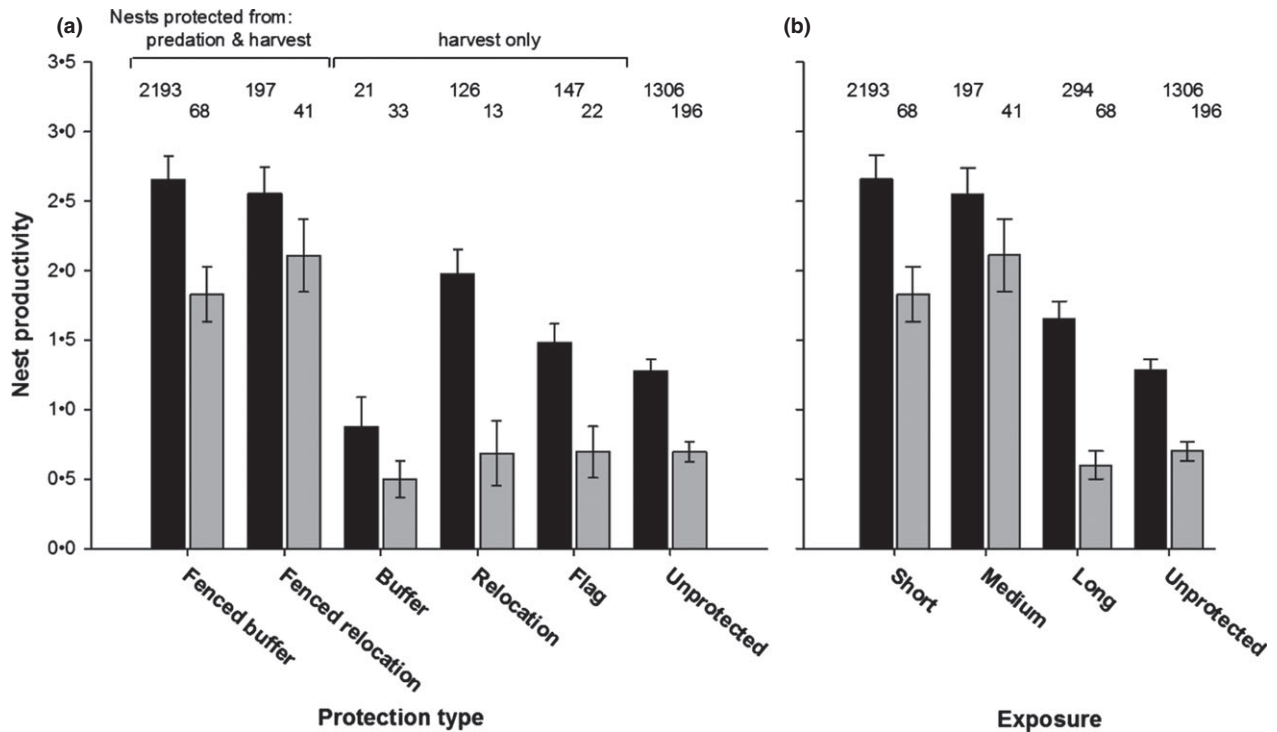 (a)
Nests protected from:
predation & harvest
harvest only
3·5
3·0
2·5
2·0
1·5
1·0
0·5
0·0
Nest productivity
2193
68
197
41
21
33
126
13
147
22
1306
196
Fenced buffer
Fenced relocation
Buffer
Relocation
Flag
Unprotected
Protection type
(b)
2193
68
197
41
294
68
1306
196
Short
Medium
Long
Unprotected
Exposure